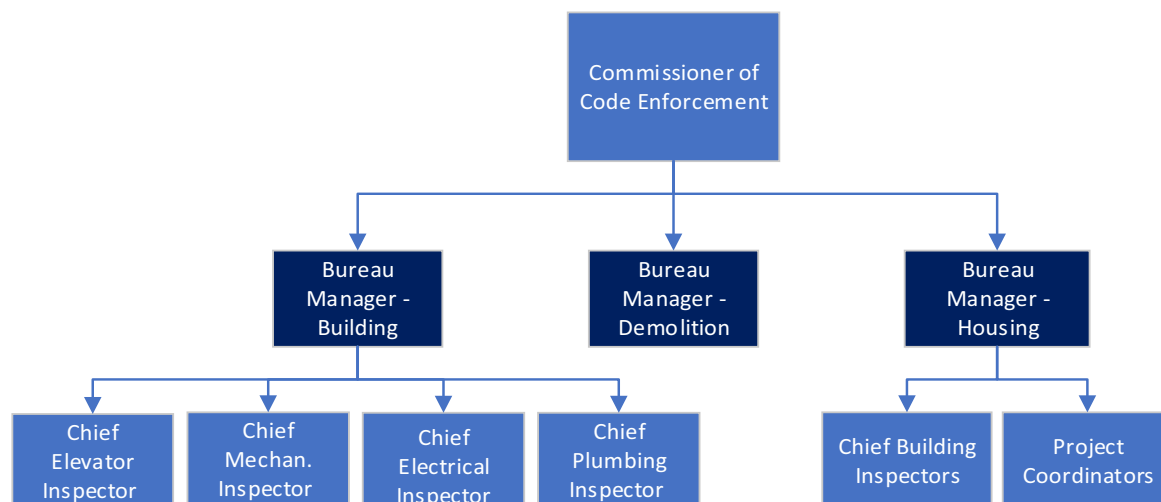 Commissioner of
Code Enforcement
Bureau
Manager -
Building
Bureau
Manager -
Demolition
Bureau
Manager -
Housing
Chief
Elevator
Inspector
Chief
Mechan.
Inspector
Chief
Electrical
Inspector
Chief
Plumbing
Inspector
Chief Building
Inspectors
Project
Coordinators